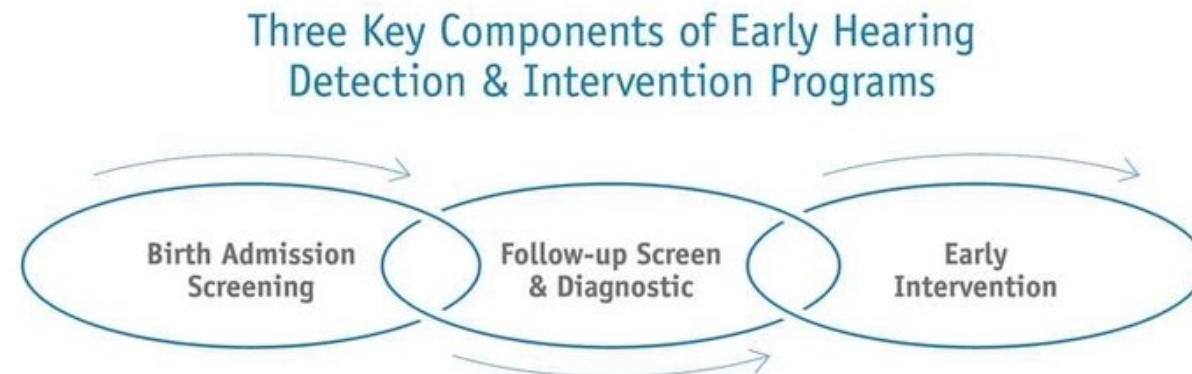 Three Key Components of Early Hearing
Detection & Intervention Programs
Birth Admission
Screening
Follow-up Screen
& Diagnostic
Early
Intervention